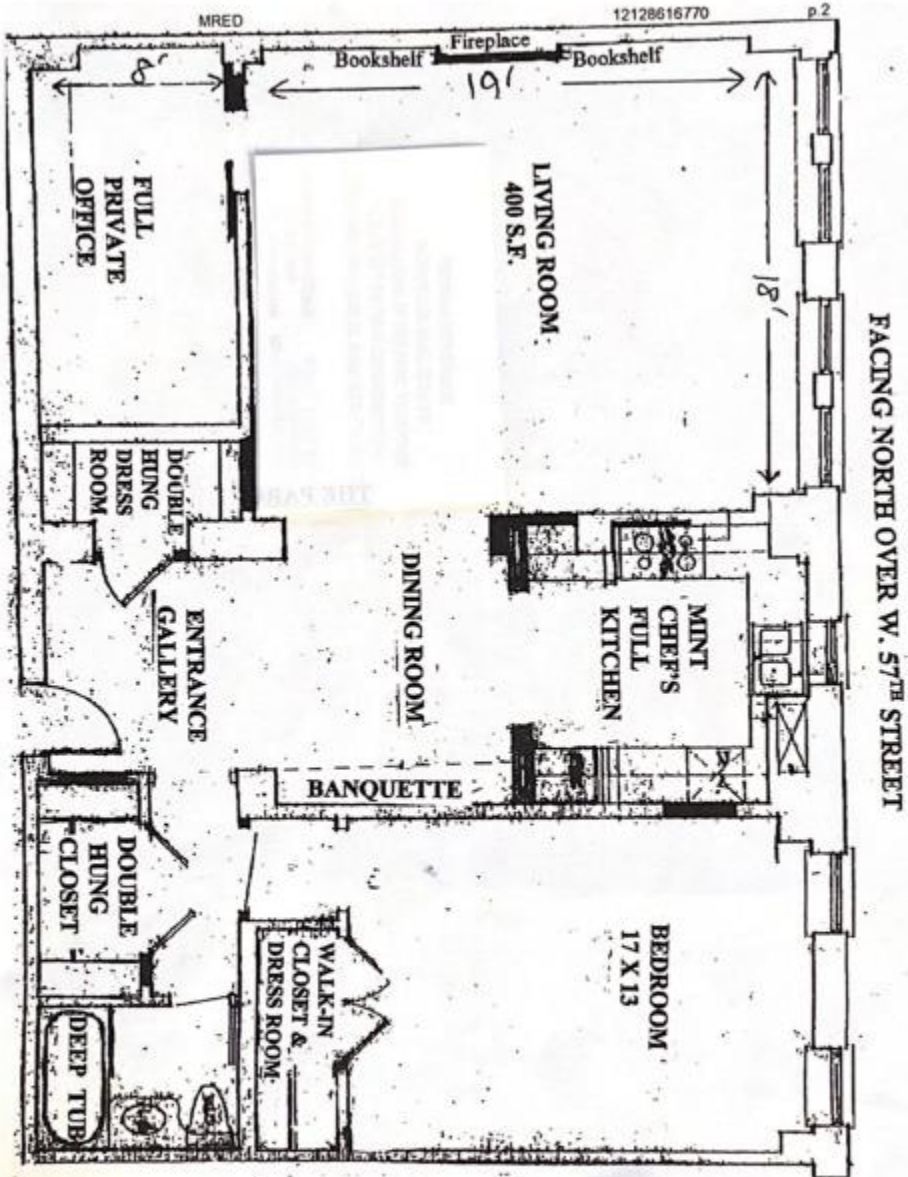 MRED
12128616770
p.2
Fireplace
Bookshelf
Bookshelf
8'
19'
18'
FULL
PRIVATE
OFFICE
LIVING ROOM
400 S.F.
FACING NORTH OVER W. 57TH STREET
DOUBLE
HUNG
DRESS
ROOM
ENTRANCE
GALLERY
DINING ROOM
MINT
CHEF'S
FULL
KITCHEN
BANQUETTE
DOUBLE
HUNG
CLOSET
WALK-IN
CLOSET &
DRESS ROOM
BEDROOM
17 X 13
DEEP TUB